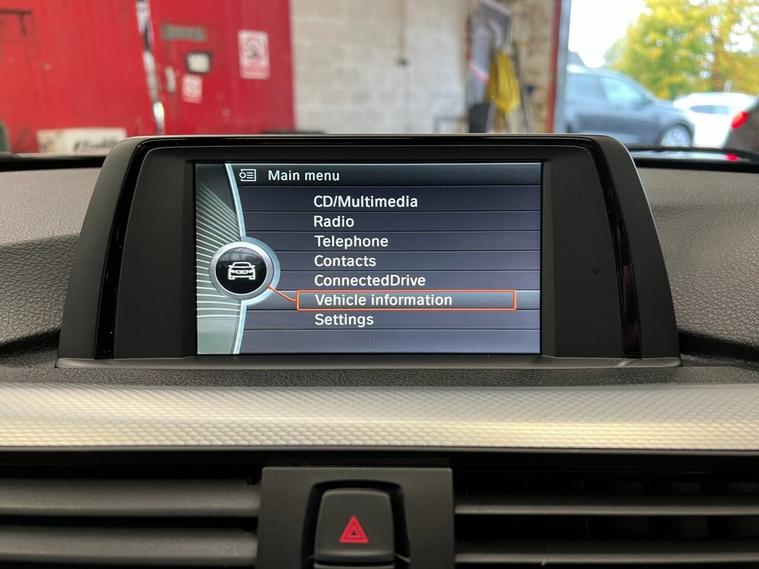 Main menu
CD/Multimedia
Radio
Telephone
Contacts
ConnectedDrive
Vehicle information
Settings